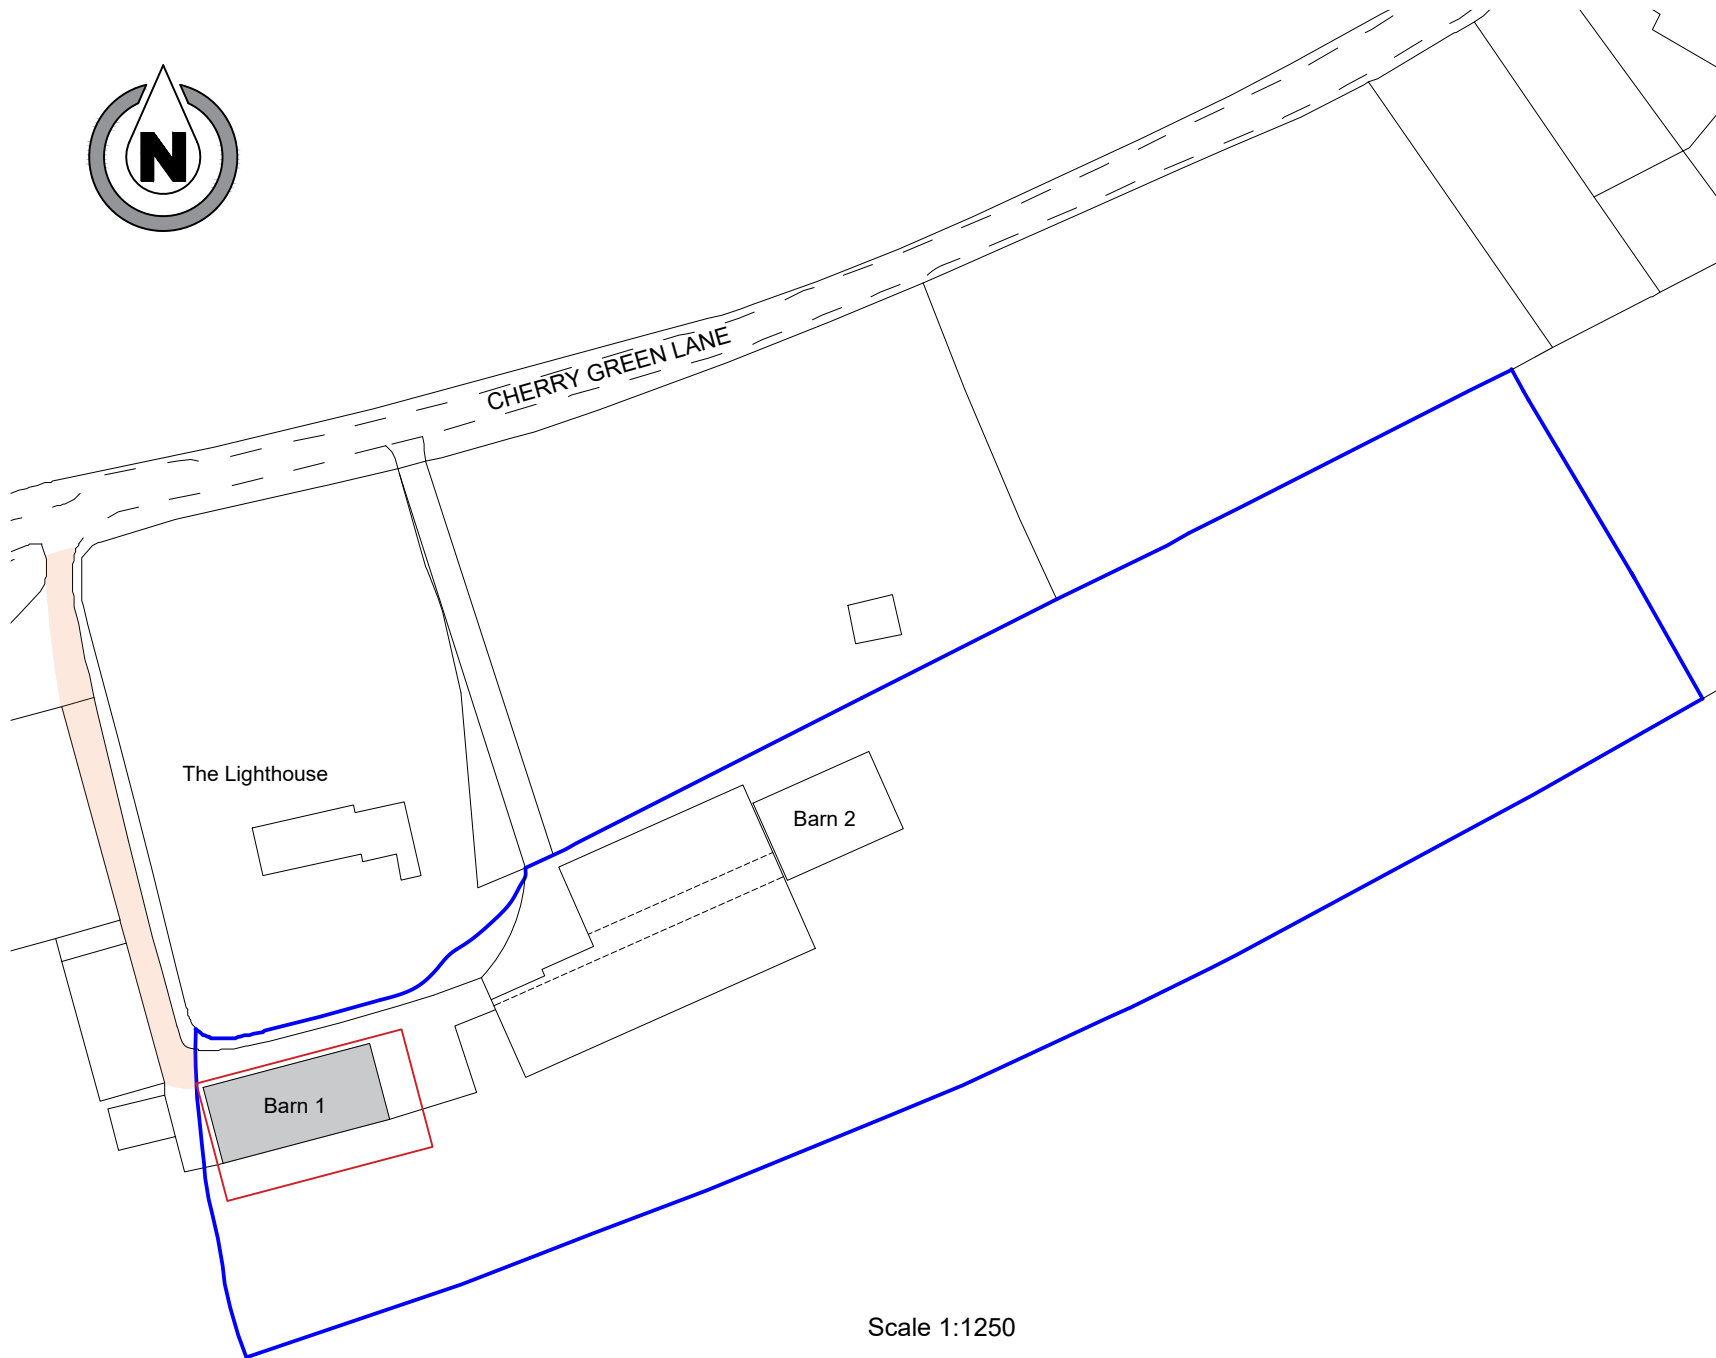 N
CHERRY GREEN LANE
The Lighthouse
Barn 2
Barn 1
Scale 1:1250